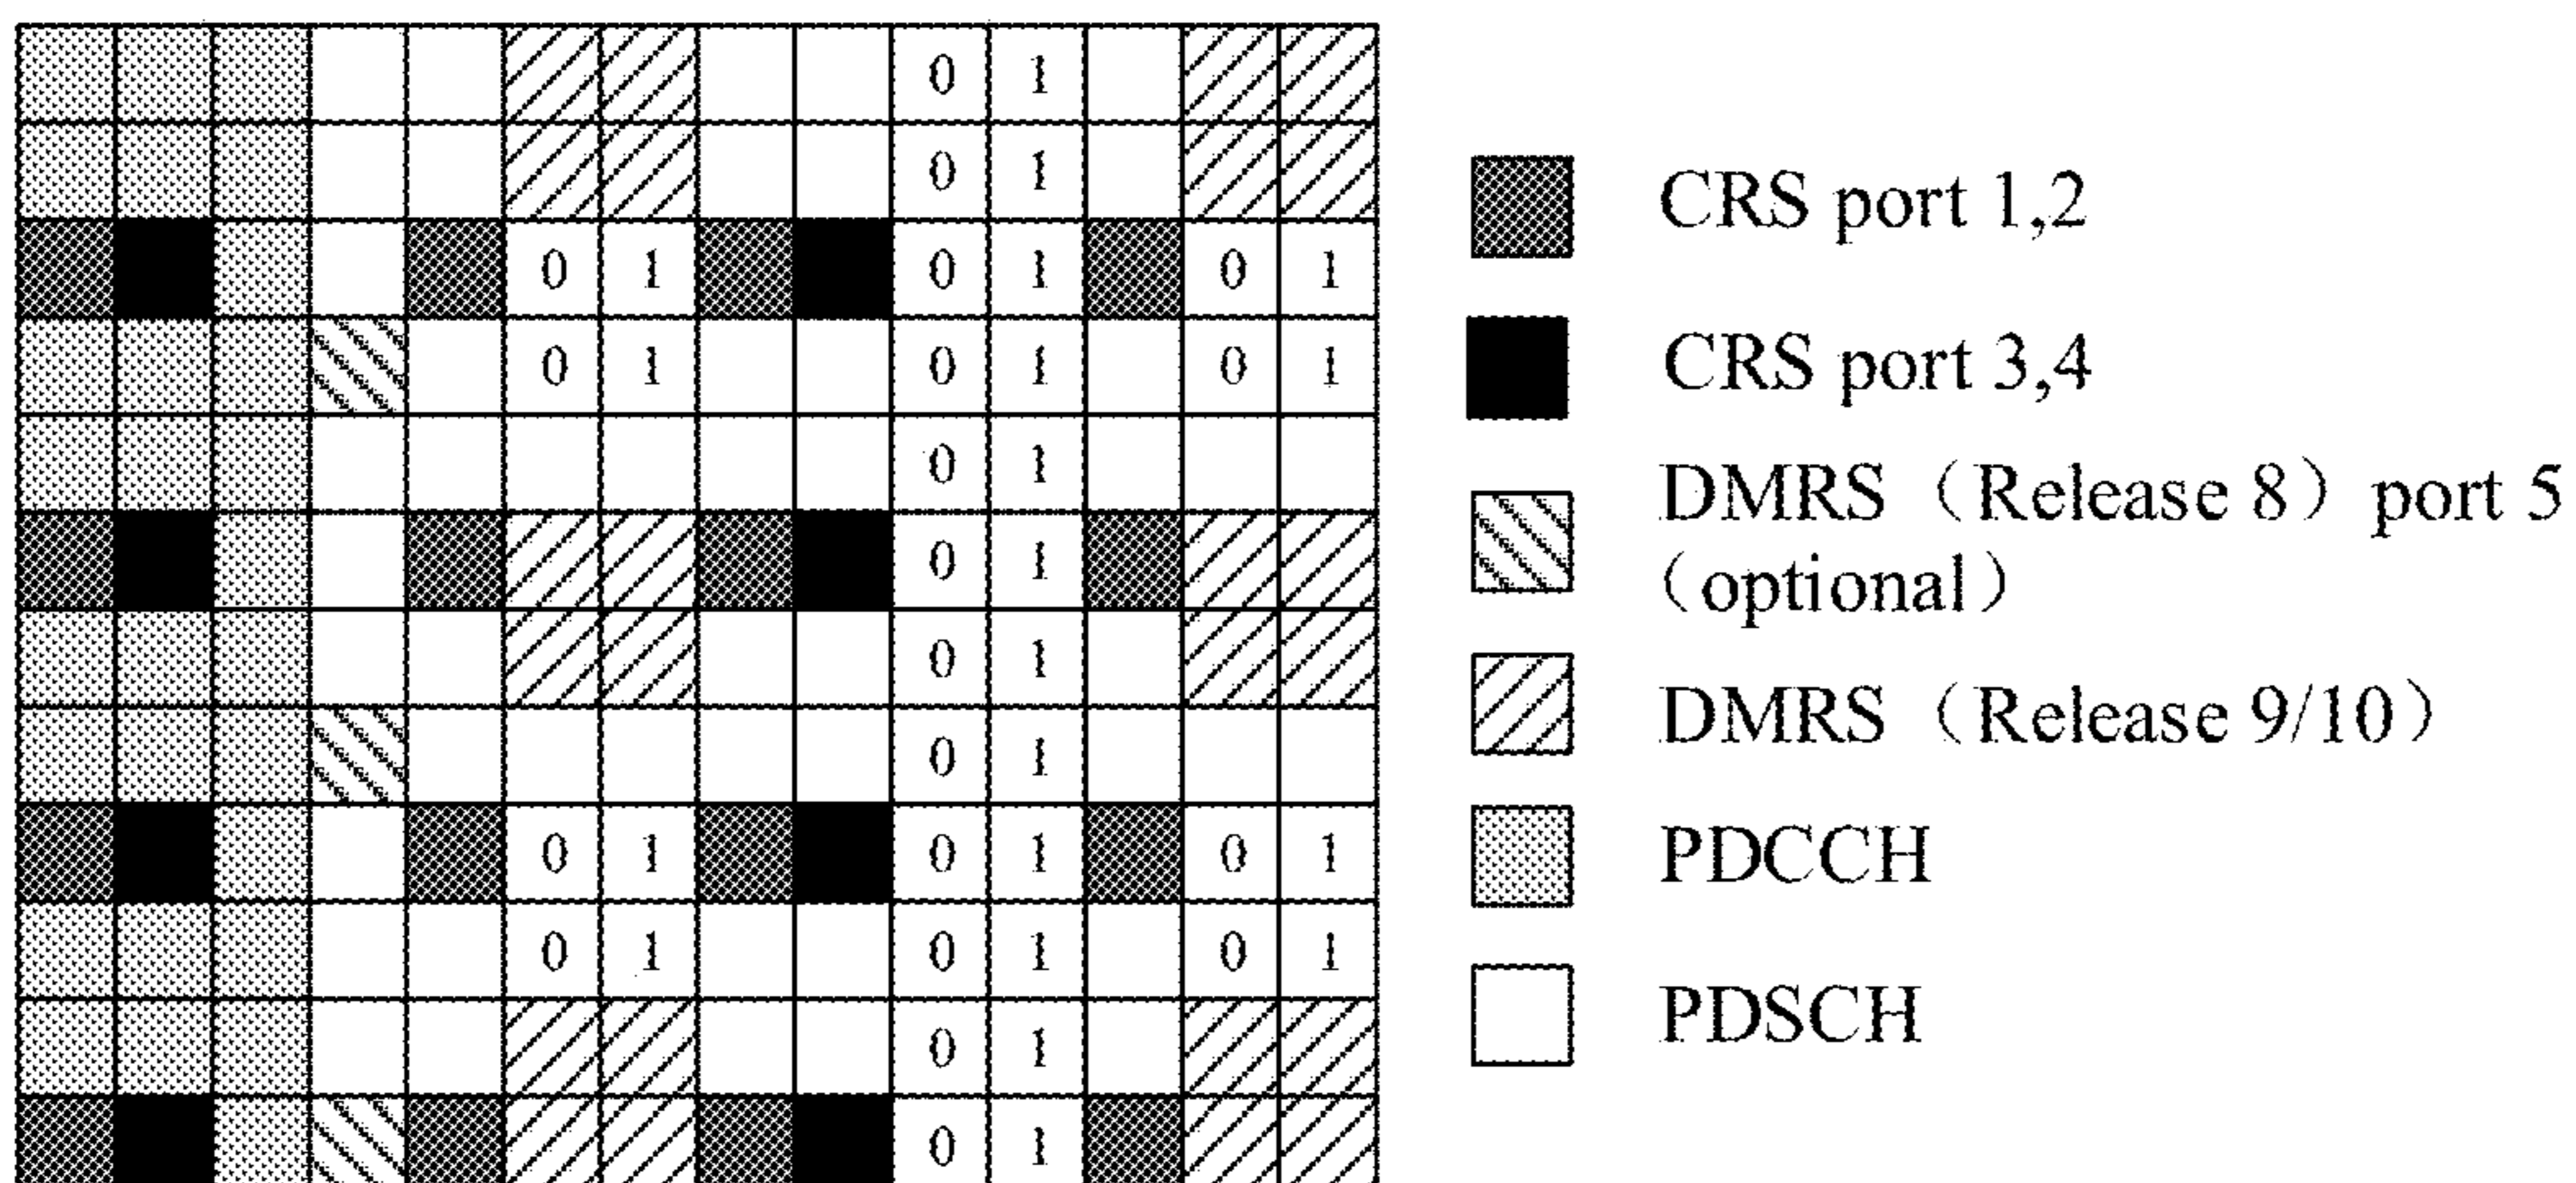 0 1
0 1
0 1 0 1 0 1
0 1 0 1 0 1
0 1
0 1
0 1
0 1
0 1 0 1 0 1
0 1 0 1 0 1
0 1
0 1
CRS port 1,2
CRS port 3,4
DMRS（Release 8）port 5
（optional）
DMRS（Release 9/10）
PDCCH
PDSCH